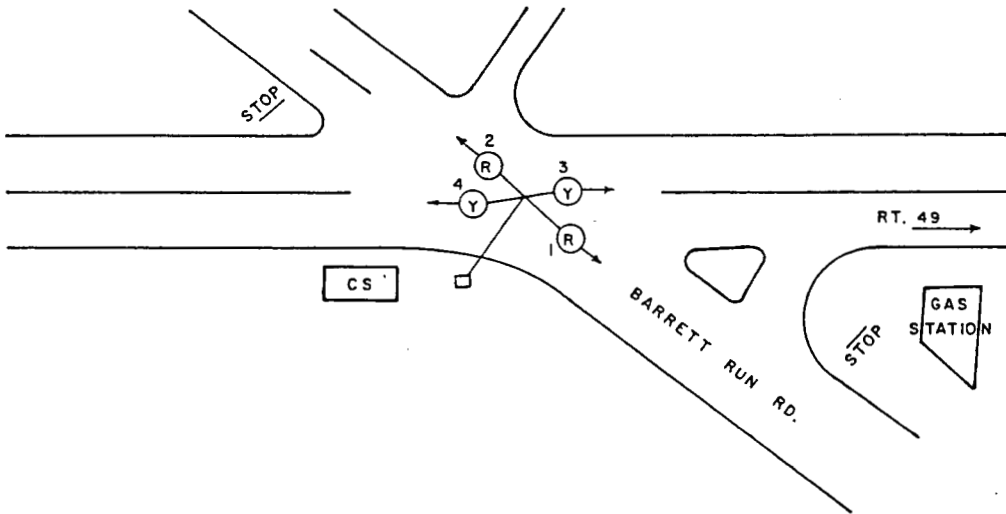 STOP
2
R
3
Y
4
Y
R
1
RT. 49
CS
BARRETT RUN RD.
GAS
STATION
STOP